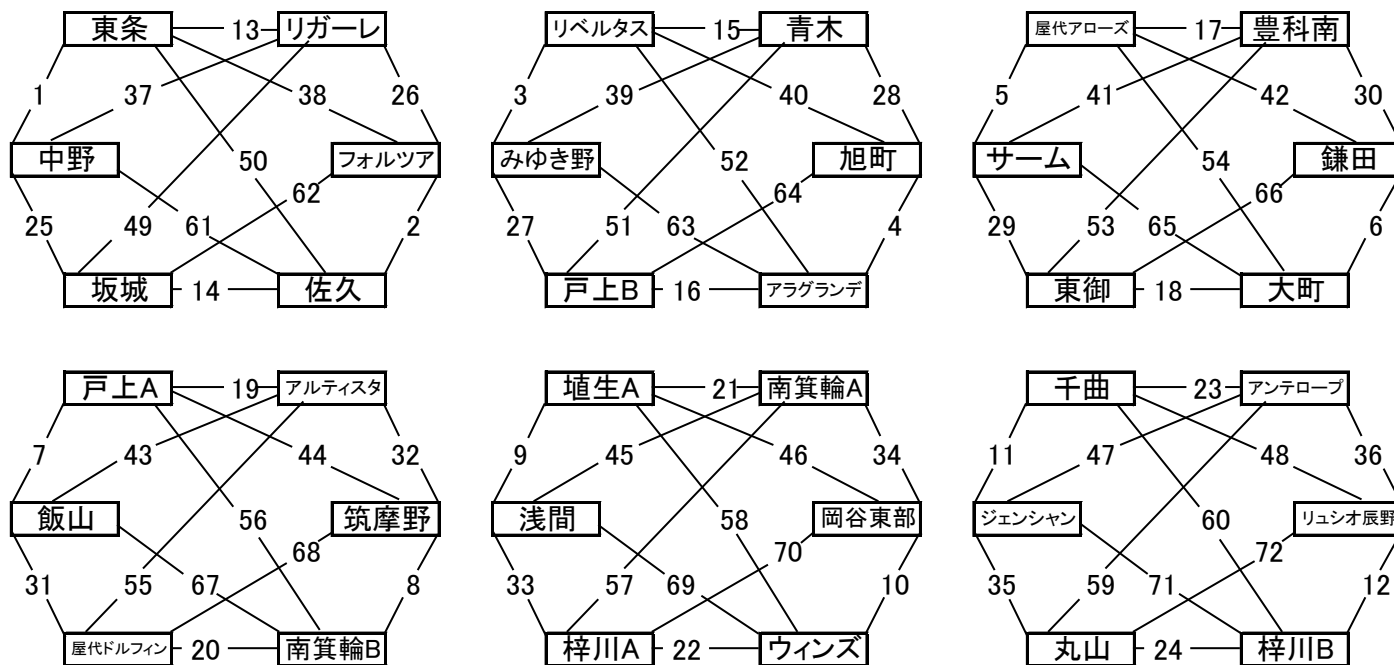 東条 13 リガーレ
1 37 38 26
中野 50 フォルツア
62
25 49 61 2
坂城 14 佐久
リベルタス 15 青木
3 39 40 28
みゆき野 52 旭町
64
27 51 63 4
戸上B 16 アラグランデ
屋代アローズ 17 豊科南
5 41 42 30
サーム 54 鎌田
66
29 53 65 6
東御 18 大町
戸上A 19 アルティスタ
7 43 44 32
飯山 56 筑摩野
68
31 55 67 8
屋代ドルフィン 20 南箕輪B
埴生A 21 南箕輪A
9 45 46 34
浅間 58 岡谷東部
70
33 57 69 10
梓川A 22 ウィンズ
千曲 23 アンテロープ
11 47 48 36
ジェンシャン 60 リュシオ辰野
72
35 59 71 12
丸山 24 梓川B